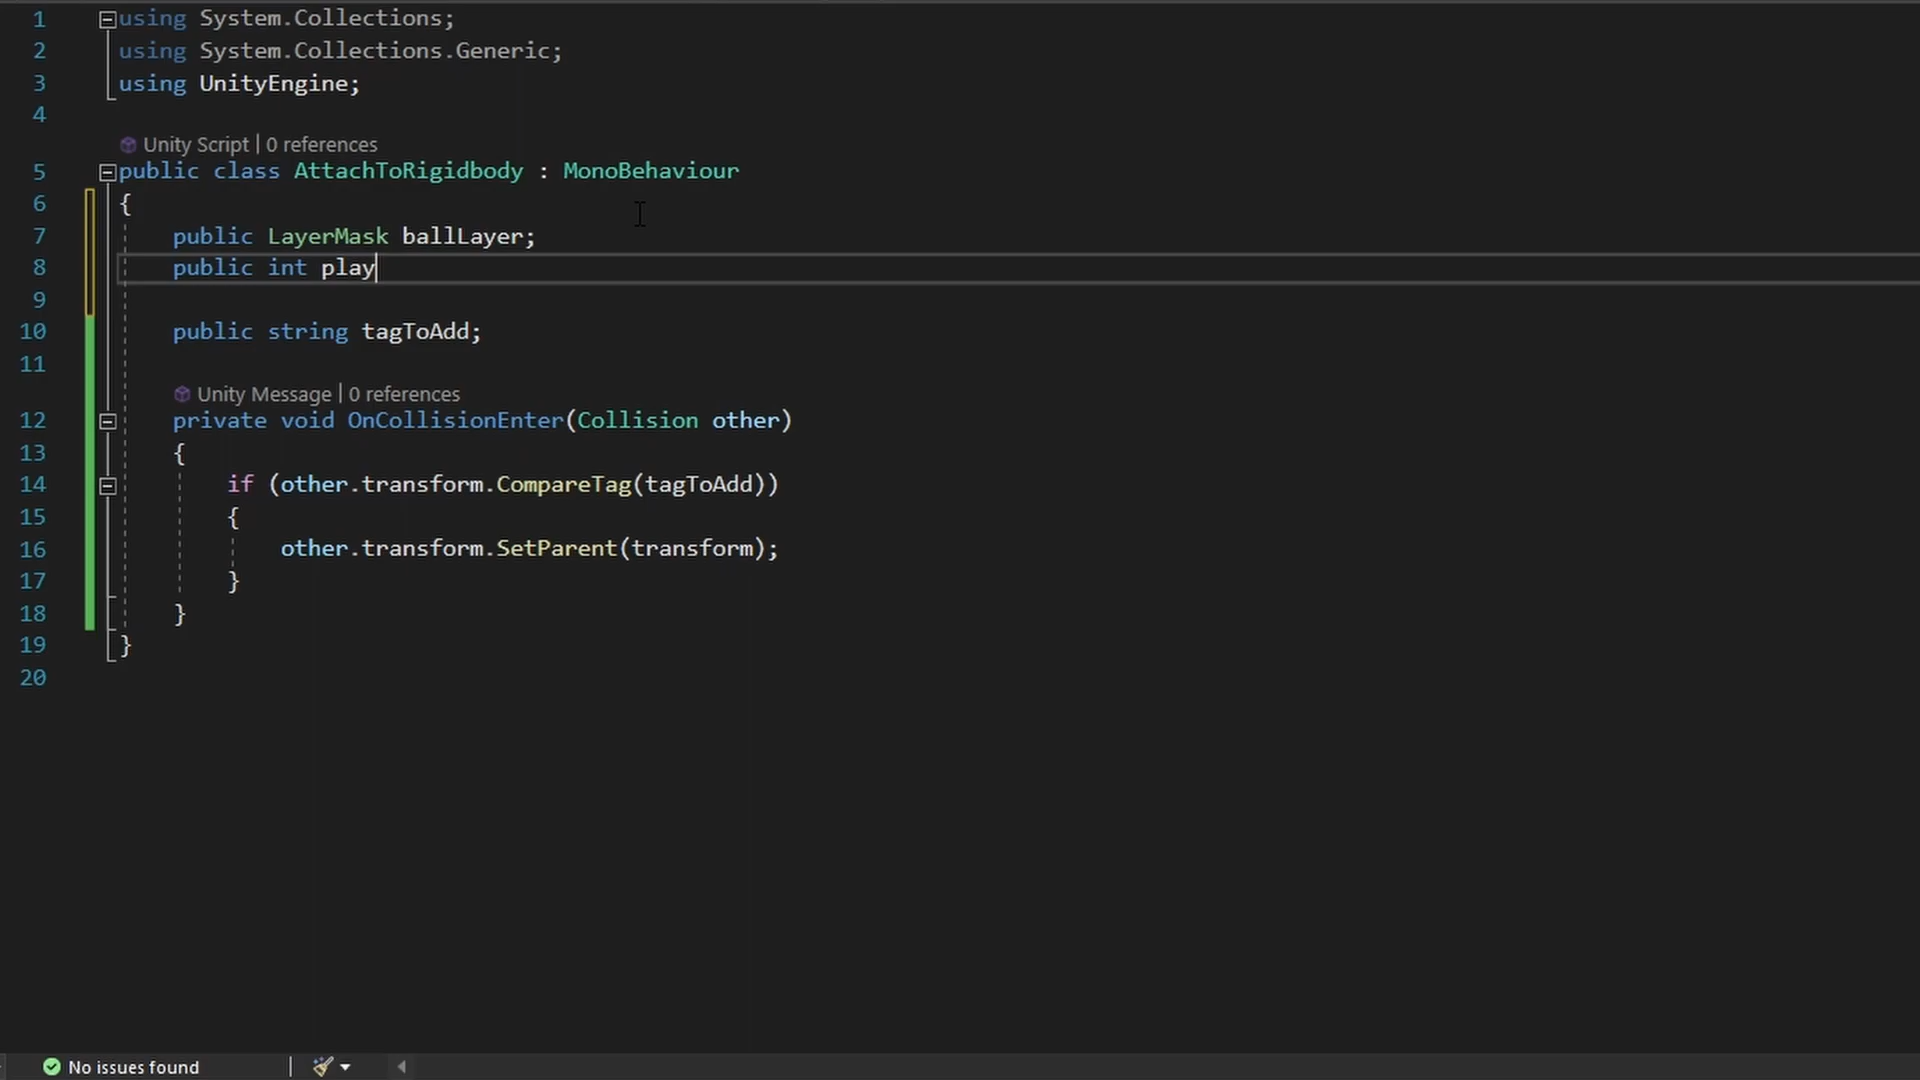 1 using System.Collections;
2 using System.Collections.Generic;
3 using UnityEngine;
4
Unity Script | 0 references
5 public class AttachToRigidbody : MonoBehaviour
6 {
7 public LayerMask ballLayer;
8 public int play
9
10 public string tagToAdd;
11
Unity Message | 0 references
12 private void OnCollisionEnter(Collision other)
13 {
14 if (other.transform.CompareTag(tagToAdd))
15 {
16 other.transform.SetParent(transform);
17 }
18 }
19 }
20
No issues found